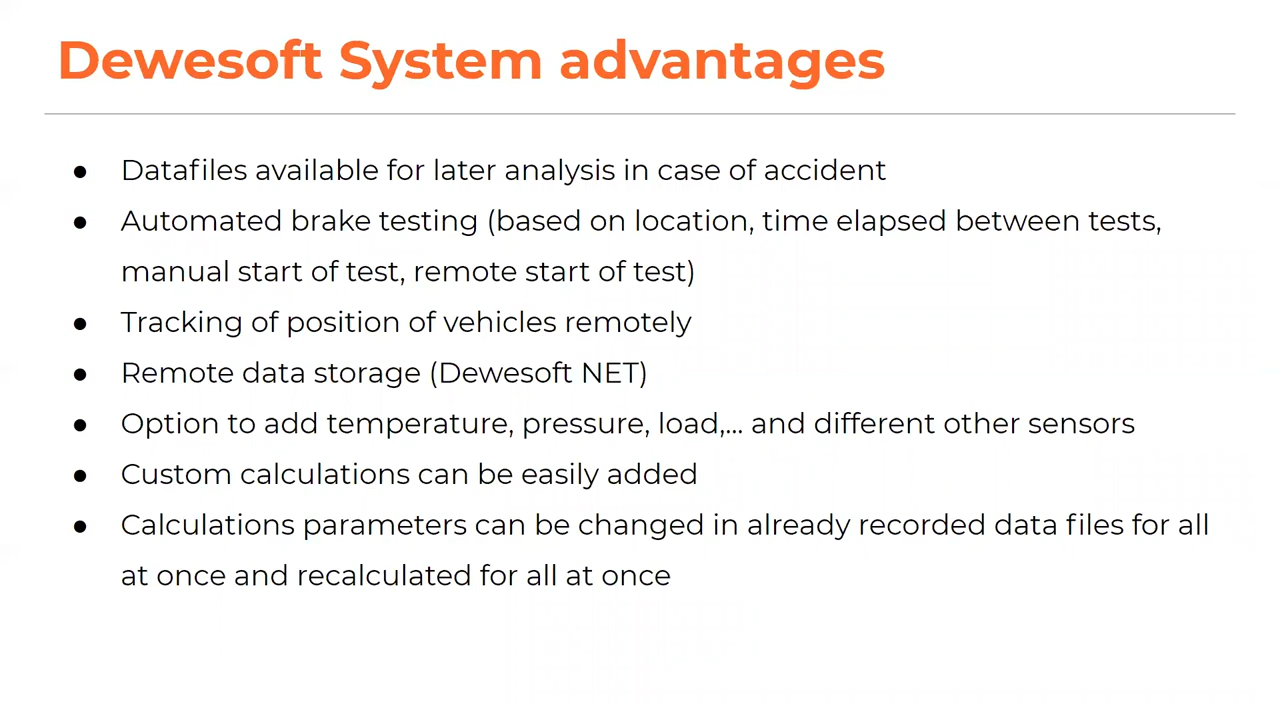 Dewesoft System advantages
● Datafiles available for later analysis in case of accident
● Automated brake testing (based on location, time elapsed between tests,
manual start of test, remote start of test)
● Tracking of position of vehicles remotely
● Remote data storage (Dewesoft NET)
● Option to add temperature, pressure, load,... and different other sensors
● Custom calculations can be easily added
● Calculations parameters can be changed in already recorded data files for all
at once and recalculated for all at once